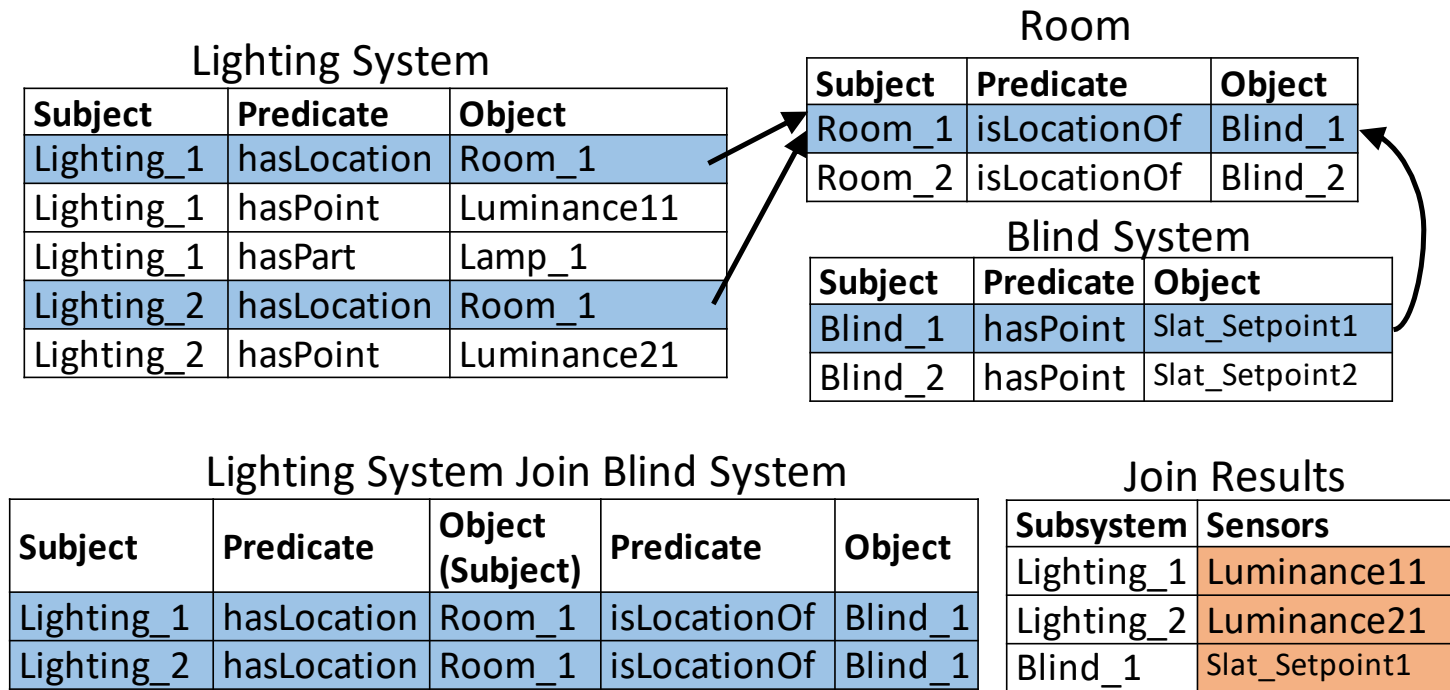 Lighting System
Subject Predicate Object
Lighting_1 hasLocation Room_1
Lighting_1 hasPoint Luminance11
Lighting_1 hasPart Lamp_1
Lighting_2 hasLocation Room_1
Lighting_2 hasPoint Luminance21
Room
Subject Predicate Object
Room_1 isLocationOf Blind_1
Room_2 isLocationOf Blind_2
Blind System
Subject Predicate Object
Blind_1 hasPoint Slat_Setpoint1
Blind_2 hasPoint Slat_Setpoint2
Lighting System Join Blind System
Subject Predicate Object (Subject) Predicate Object
Lighting_1 hasLocation Room_1 isLocationOf Blind_1
Lighting_2 hasLocation Room_1 isLocationOf Blind_1
Join Results
Subsystem Sensors
Lighting_1 Luminance11
Lighting_2 Luminance21
Blind_1 Slat_Setpoint1